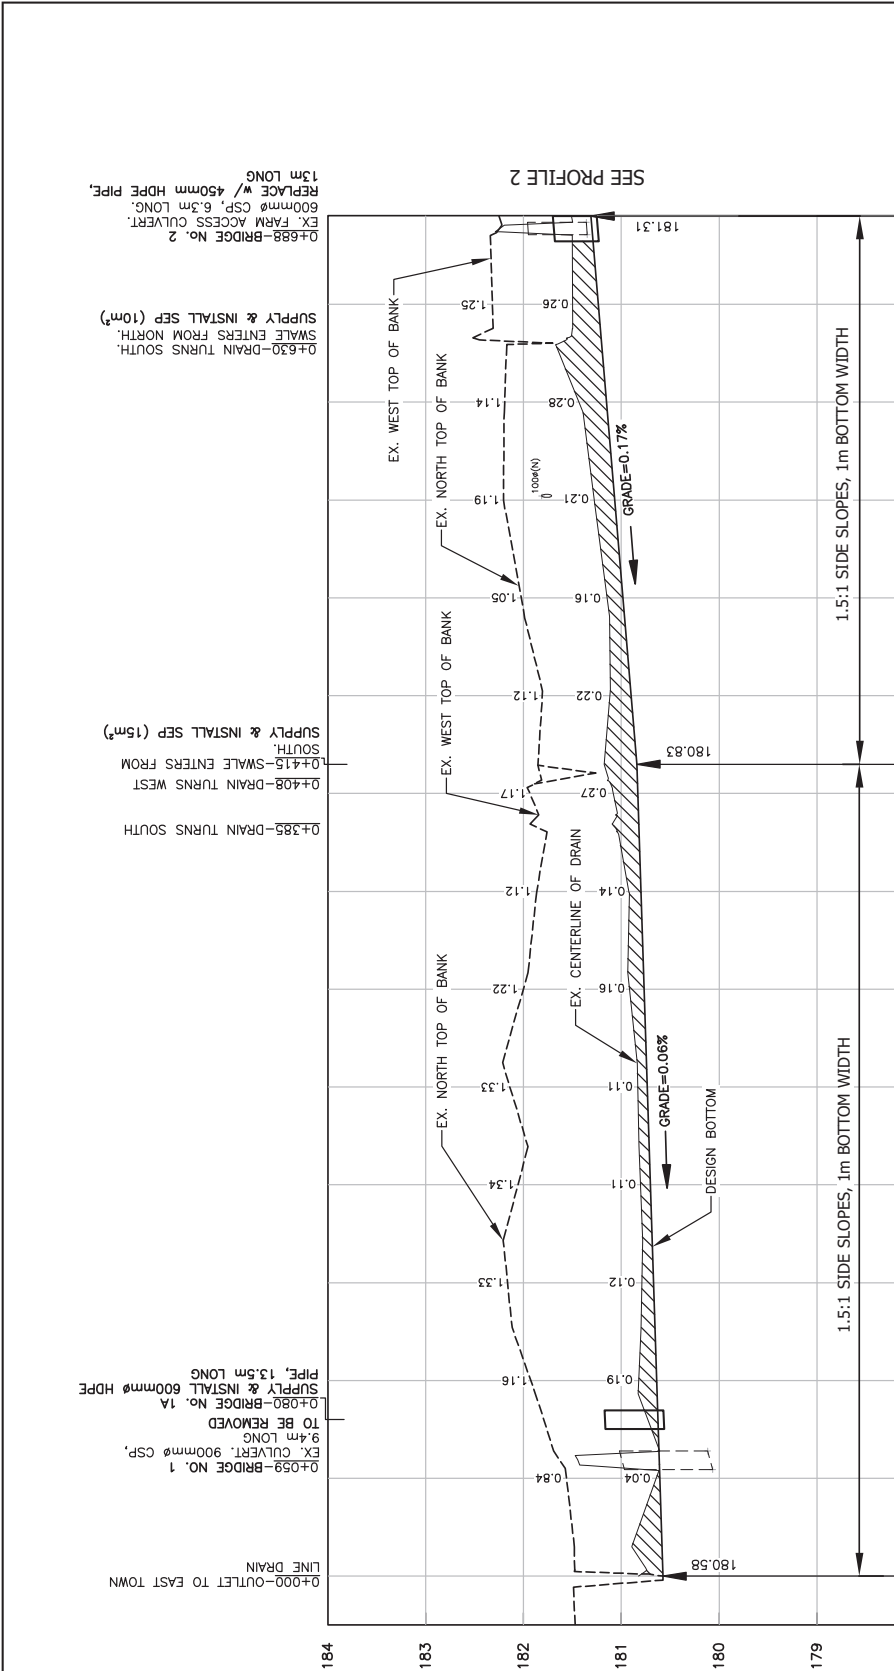 SEE PROFILE 2
0+688-BRIDGE No. 2
EX. FARM ACCESS CULVERT.
600mmø CSP, 6.3m LONG.
REPLACE W/ 450mm HDPE PIPE,
13m LONG
0+630-DRAIN TURNS SOUTH.
SWALE ENTERS FROM NORTH.
SUPPLY & INSTALL SEP (10m²)
0+415-SWALE ENTERS FROM
SOUTH.
SUPPLY & INSTALL SEP (15m²)
0+408-DRAIN TURNS WEST
0+385-DRAIN TURNS SOUTH
0+080-BRIDGE No. 1A
SUPPLY & INSTALL 600mmø HDPE
PIPE, 13.5m LONG
0+059-BRIDGE NO. 1
EX. CULVERT. 900mmø CSP,
9.4m LONG
TO BE REMOVED
0+000-OUTLET TO EAST TOWN
LINE DRAIN
EX. WEST TOP OF BANK
EX. NORTH TOP OF BANK
EX. WEST TOP OF BANK
EX. NORTH TOP OF BANK
EX. CENTERLINE OF DRAIN
DESIGN BOTTOM
100ø(N)
GRADE=0.17%
GRADE=0.06%
1.5:1 SIDE SLOPES, 1m BOTTOM WIDTH
1.5:1 SIDE SLOPES, 1m BOTTOM WIDTH
181.31
180.83
180.58
1.25
0.26
1.14
0.28
1.19
0.21
1.05
0.16
1.12
0.22
1.17
0.27
1.12
0.14
1.22
0.16
1.33
0.11
1.34
0.11
1.33
0.12
1.16
0.19
0.84
0.04
184
183
182
181
180
179